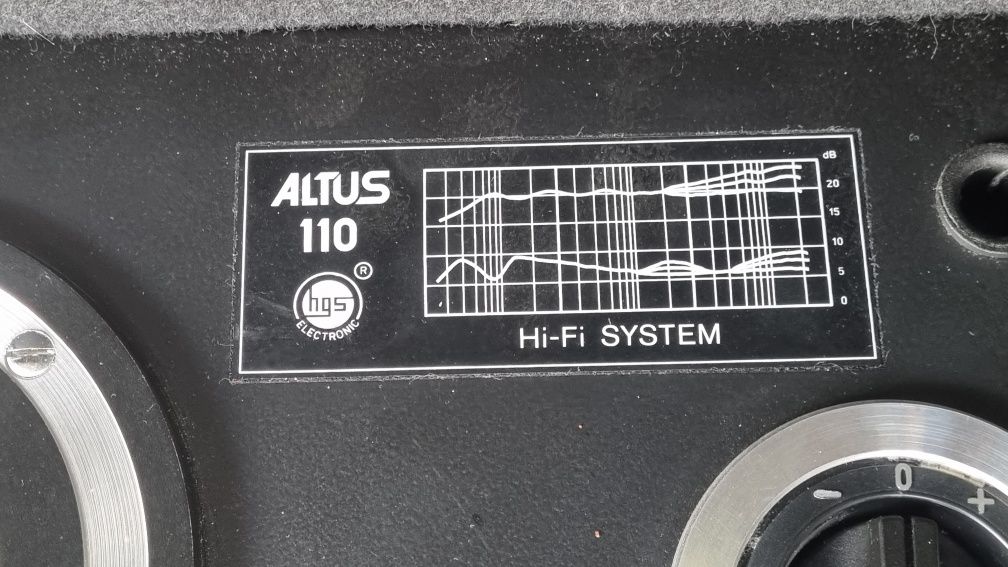 ALTUS
110
®
hgs
ELECTRONIC
dB
20
15
10
5
0
Hi-Fi SYSTEM
- 0 +